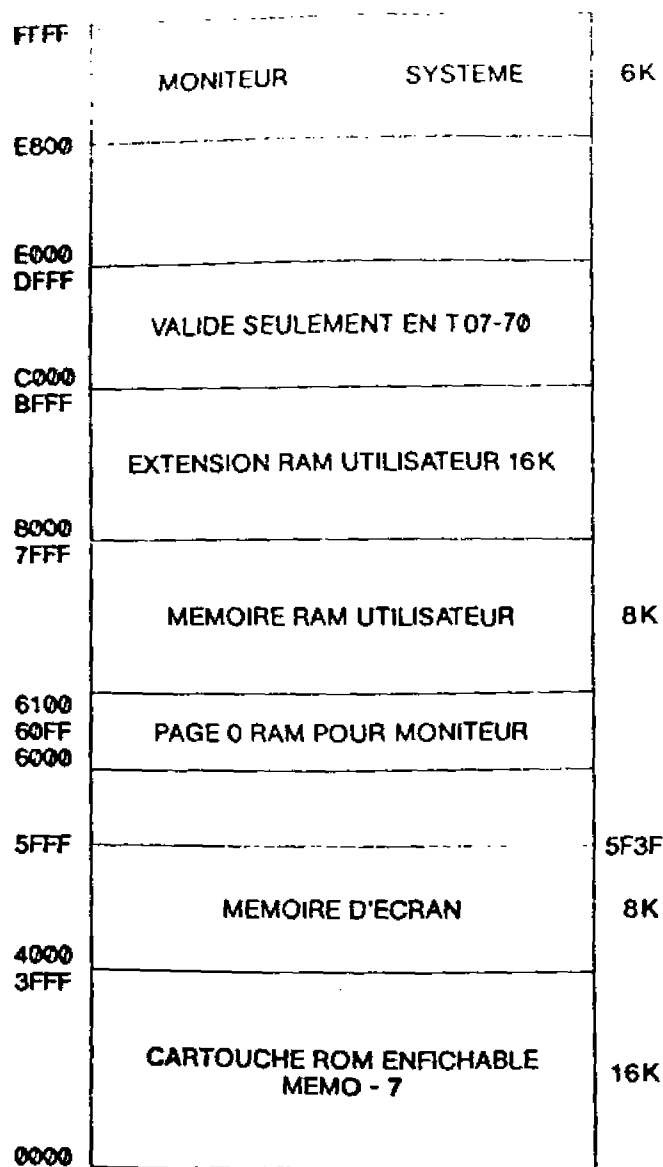 FFFF
MONITEUR SYSTEME 6K
E800
E000
DFFF
VALIDE SEULEMENT EN T07-70
C000
BFFF
EXTENSION RAM UTILISATEUR 16K
8000
7FFF
MEMOIRE RAM UTILISATEUR 8K
6100
60FF PAGE 0 RAM POUR MONITEUR
6000
5FFF 5F3F
MEMOIRE D'ECRAN 8K
4000
3FFF
CARTOUCHE ROM ENFICHABLE
MEMO - 7 16K
0000